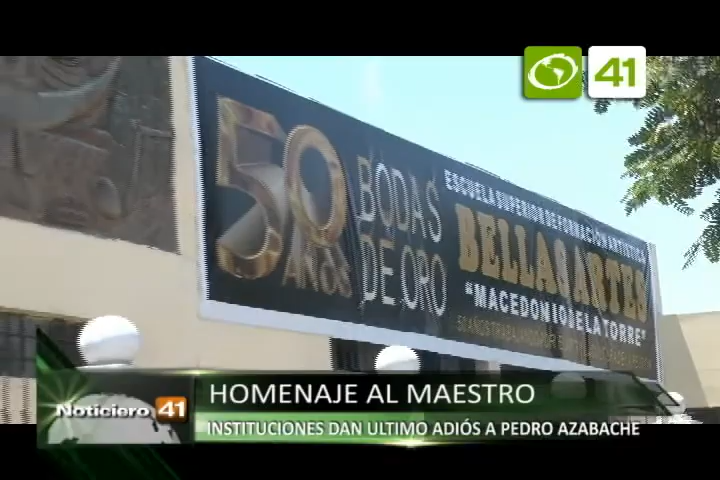 41
50
AÑOS
BODAS
DE ORO
ESCUELA SUPERIOR DE FORMACIÓN ARTÍSTICA
BELLAS ARTES
"MACEDONIO DE LA TORRE"
Noticiero 41
HOMENAJE AL MAESTRO
INSTITUCIONES DAN ULTIMO ADIÓS A PEDRO AZABACHE